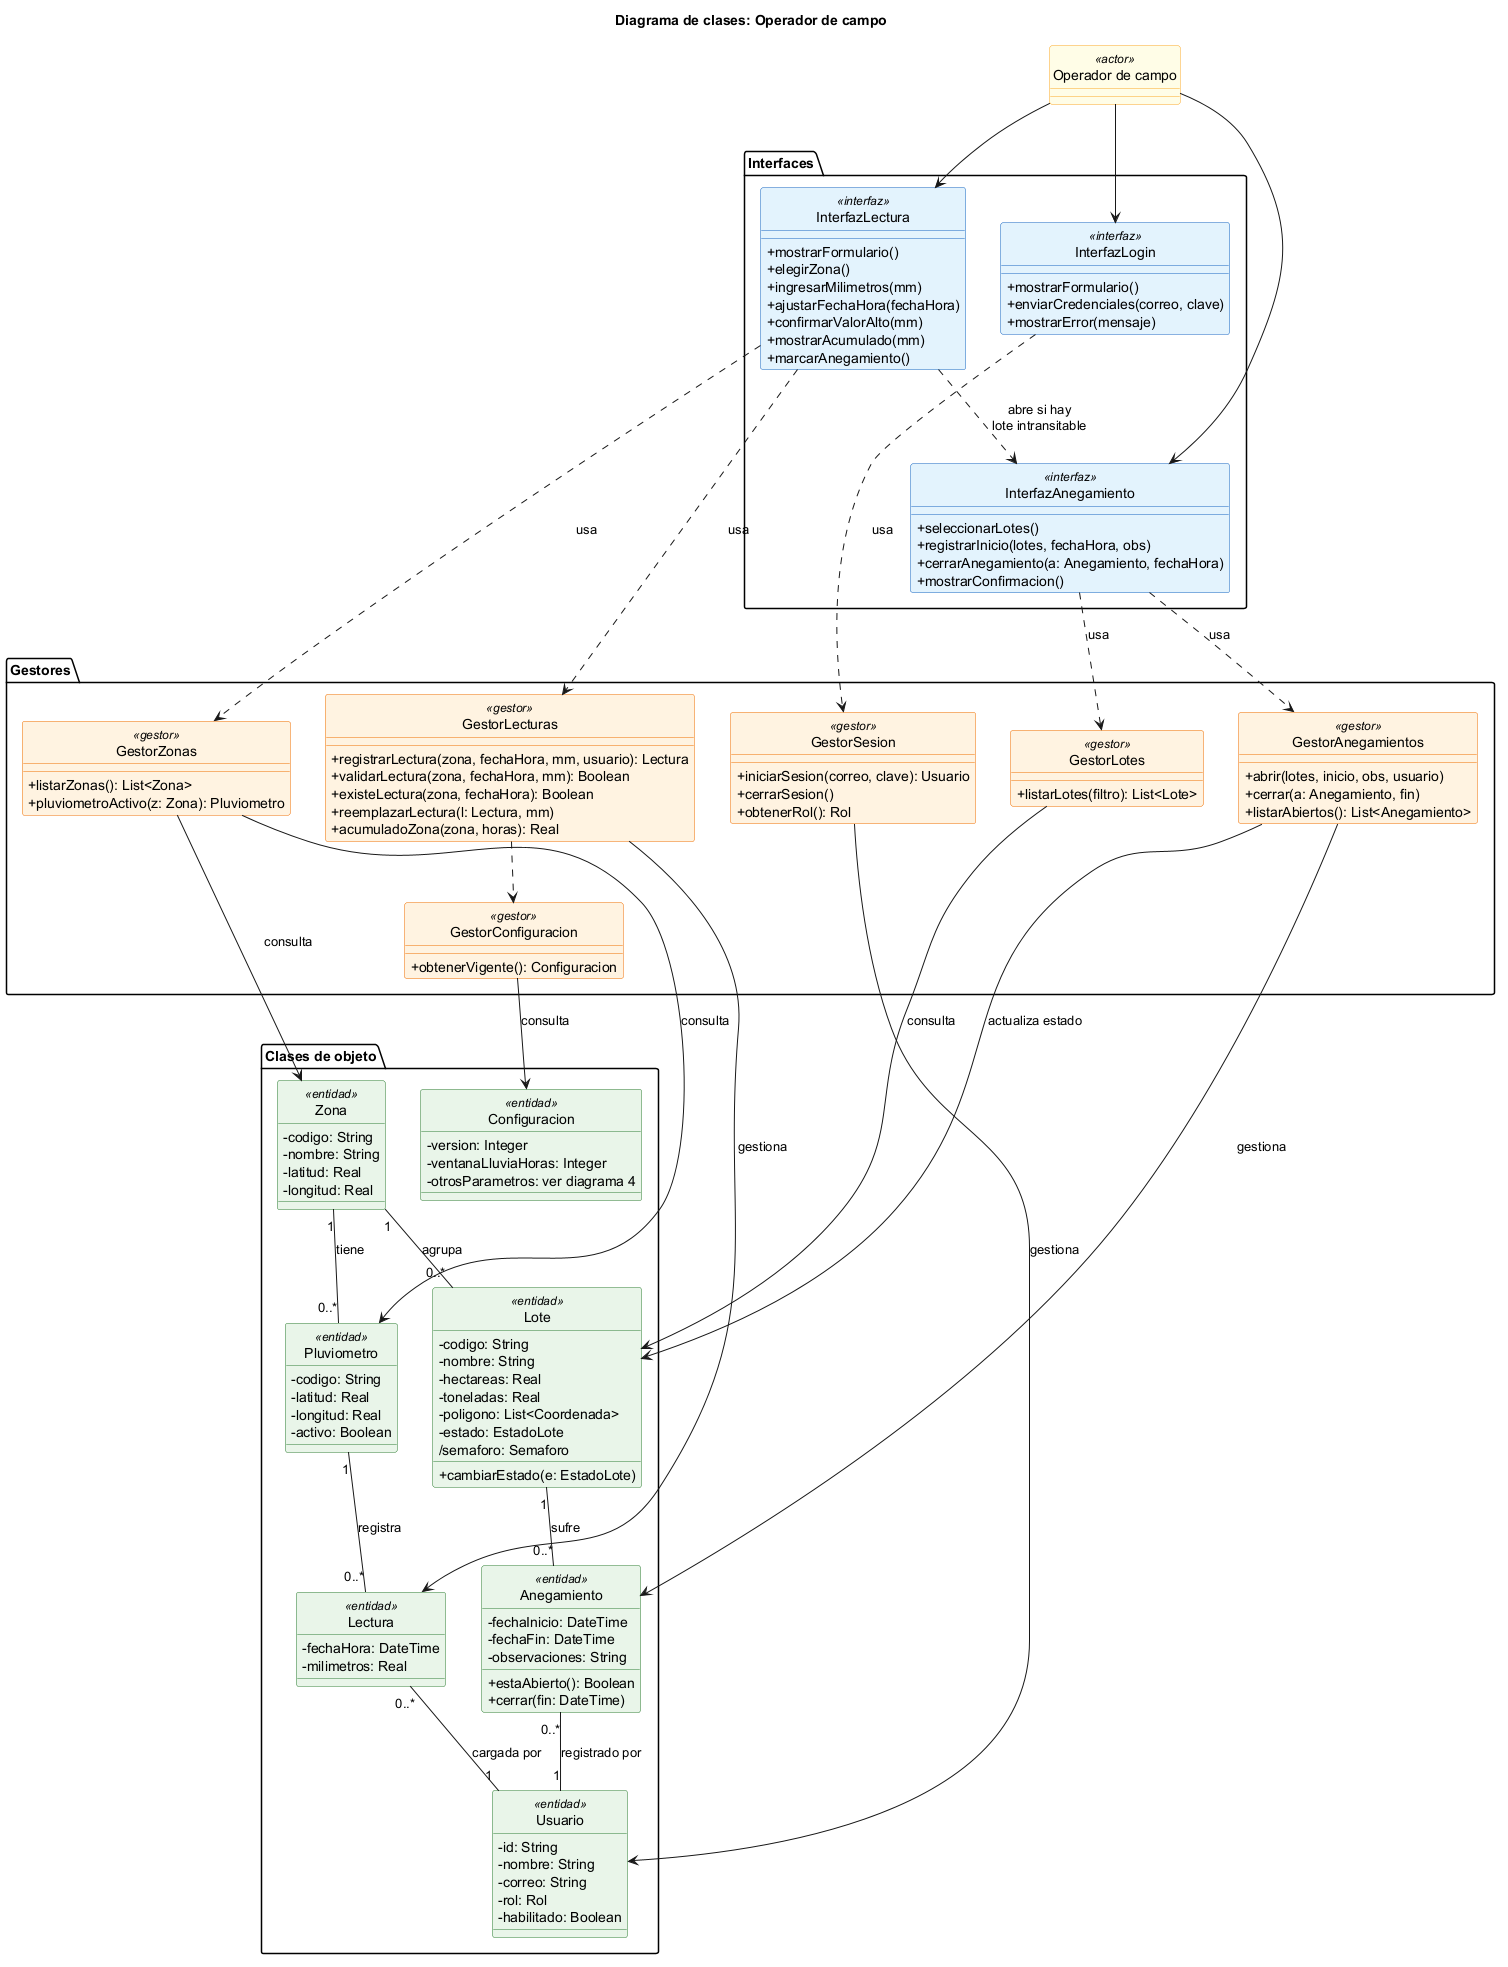 Diagrama de clases: Operador de campo
«actor»
Operador de campo
Interfaces
«interfaz»
InterfazLectura
+mostrarFormulario()
+elegirZona()
+ingresarMilimetros(mm)
+ajustarFechaHora(fechaHora)
+confirmarValorAlto(mm)
+mostrarAcumulado(mm)
+marcarAnegamiento()
«interfaz»
InterfazLogin
+mostrarFormulario()
+enviarCredenciales(correo, clave)
+mostrarError(mensaje)
abre si hay
lote intransitable
«interfaz»
InterfazAnegamiento
+seleccionarLotes()
+registrarInicio(lotes, fechaHora, obs)
+cerrarAnegamiento(a: Anegamiento, fechaHora)
+mostrarConfirmacion()
usa
usa
usa
usa
usa
Gestores
«gestor»
GestorZonas
+listarZonas(): List<Zona>
+pluviometroActivo(z: Zona): Pluviometro
«gestor»
GestorLecturas
+registrarLectura(zona, fechaHora, mm, usuario): Lectura
+validarLectura(zona, fechaHora, mm): Boolean
+existeLectura(zona, fechaHora): Boolean
+reemplazarLectura(l: Lectura, mm)
+acumuladoZona(zona, horas): Real
«gestor»
GestorSesion
+iniciarSesion(correo, clave): Usuario
+cerrarSesion()
+obtenerRol(): Rol
«gestor»
GestorLotes
+listarLotes(filtro): List<Lote>
«gestor»
GestorAnegamientos
+abrir(lotes, inicio, obs, usuario)
+cerrar(a: Anegamiento, fin)
+listarAbiertos(): List<Anegamiento>
«gestor»
GestorConfiguracion
+obtenerVigente(): Configuracion
consulta
consulta
consulta
consulta
actualiza estado
Clases de objeto
«entidad»
Zona
-codigo: String
-nombre: String
-latitud: Real
-longitud: Real
«entidad»
Configuracion
-version: Integer
-ventanaLluviaHoras: Integer
-otrosParametros: ver diagrama 4
gestiona
gestiona
gestiona
1
tiene
0..*
1
agrupa
0..*
«entidad»
Pluviometro
-codigo: String
-latitud: Real
-longitud: Real
-activo: Boolean
«entidad»
Lote
-codigo: String
-nombre: String
-hectareas: Real
-toneladas: Real
-poligono: List<Coordenada>
-estado: EstadoLote
/semaforo: Semaforo
+cambiarEstado(e: EstadoLote)
1
registra
0..*
1
sufre
0..*
«entidad»
Lectura
-fechaHora: DateTime
-milimetros: Real
«entidad»
Anegamiento
-fechaInicio: DateTime
-fechaFin: DateTime
-observaciones: String
+estaAbierto(): Boolean
+cerrar(fin: DateTime)
0..*
cargada por
1
0..*
registrado por
1
«entidad»
Usuario
-id: String
-nombre: String
-correo: String
-rol: Rol
-habilitado: Boolean